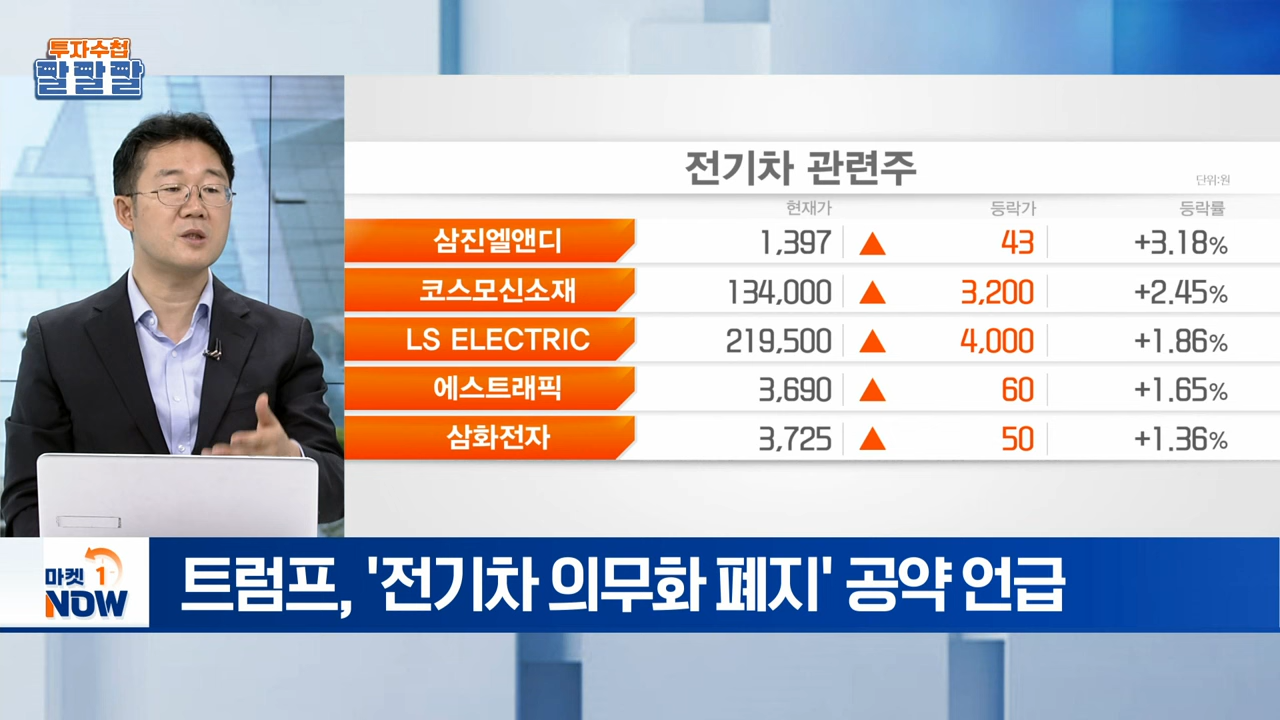 투자수첩
팔팔팔
전기차 관련주
단위:원
현재가 등락가 등락률
삼진엘앤디 1,397 ▲ 43 +3.18%
코스모신소재 134,000 ▲ 3,200 +2.45%
LS ELECTRIC 219,500 ▲ 4,000 +1.86%
에스트래픽 3,690 ▲ 60 +1.65%
삼화전자 3,725 ▲ 50 +1.36%
마켓 1
NOW
트럼프, '전기차 의무화 폐지' 공약 언급